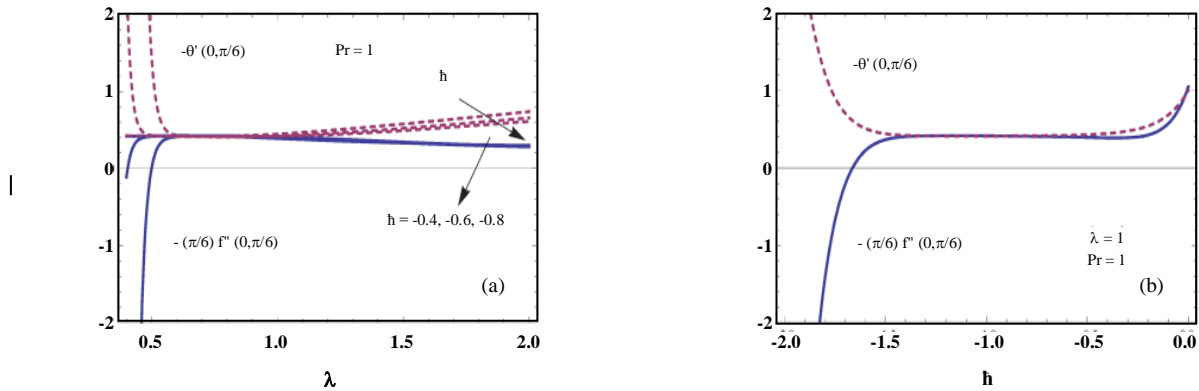 2
-θ' (0,π/6)
Pr = 1
1
ħ
0
|
ħ = -0.4, -0.6, -0.8
-1
- (π/6) f'' (0,π/6)
(a)
-2
0.5
1.0
1.5
2.0
λ
2
-θ' (0,π/6)
1
0
-1
- (π/6) f'' (0,π/6)
λ = 1
Pr = 1
(b)
-2
-2.0
-1.5
-1.0
-0.5
0.0
ħ